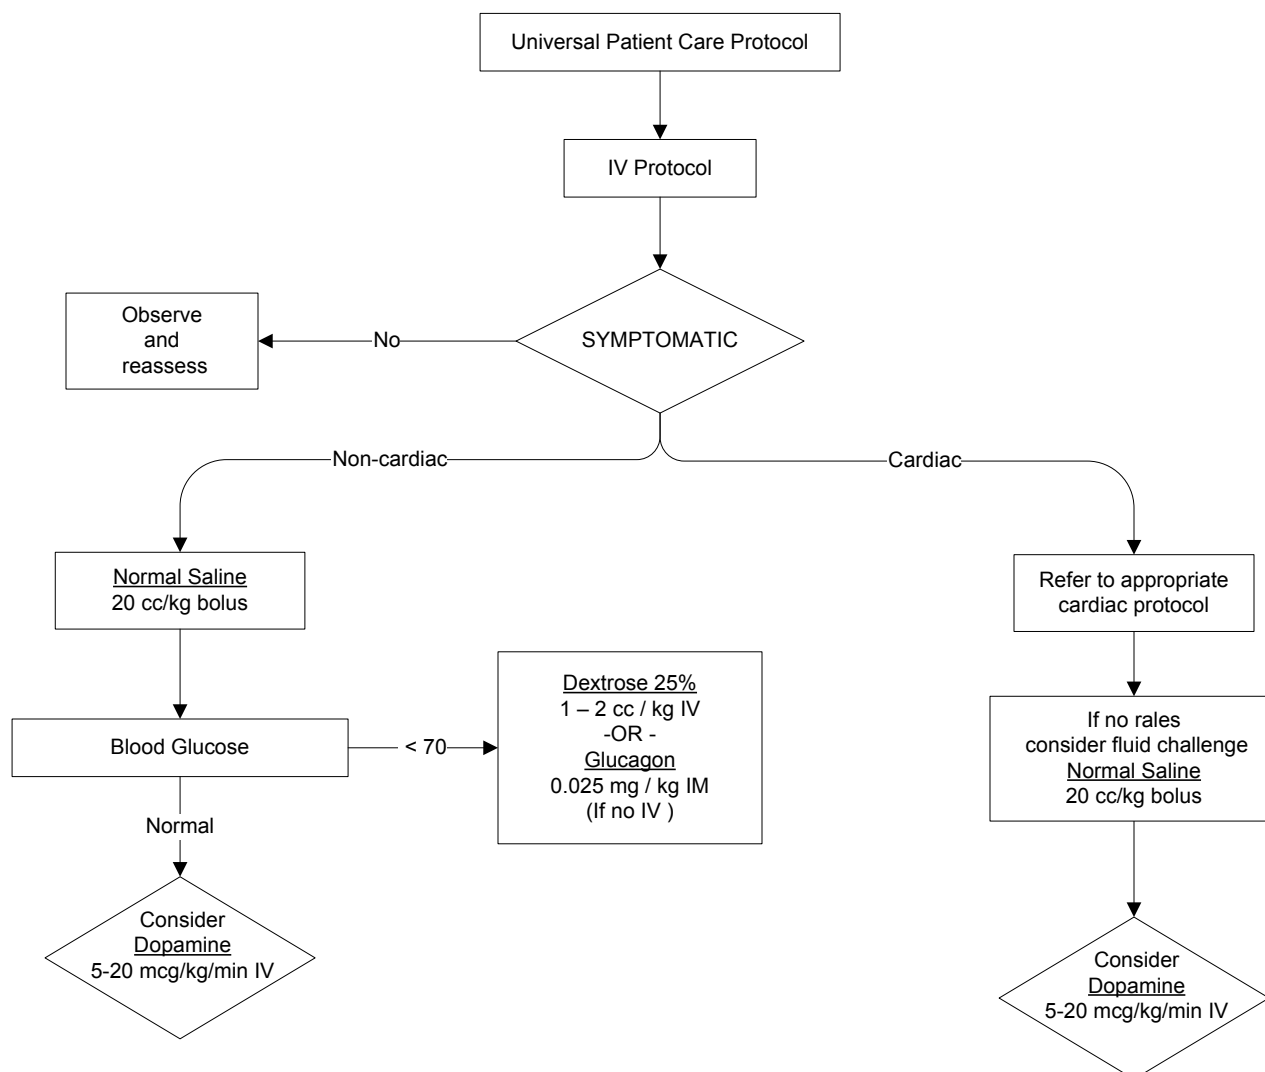 Universal Patient Care Protocol
IV Protocol
SYMPTOMATIC
No
Observe
and
reassess
Non-cardiac
Cardiac
Normal Saline
20 cc/kg bolus
Refer to appropriate
cardiac protocol
Blood Glucose
< 70
Dextrose 25%
1 – 2 cc / kg IV
-OR -
Glucagon
0.025 mg / kg IM
(If no IV )
If no rales
consider fluid challenge
Normal Saline
20 cc/kg bolus
Normal
Consider
Dopamine
5-20 mcg/kg/min IV
Consider
Dopamine
5-20 mcg/kg/min IV